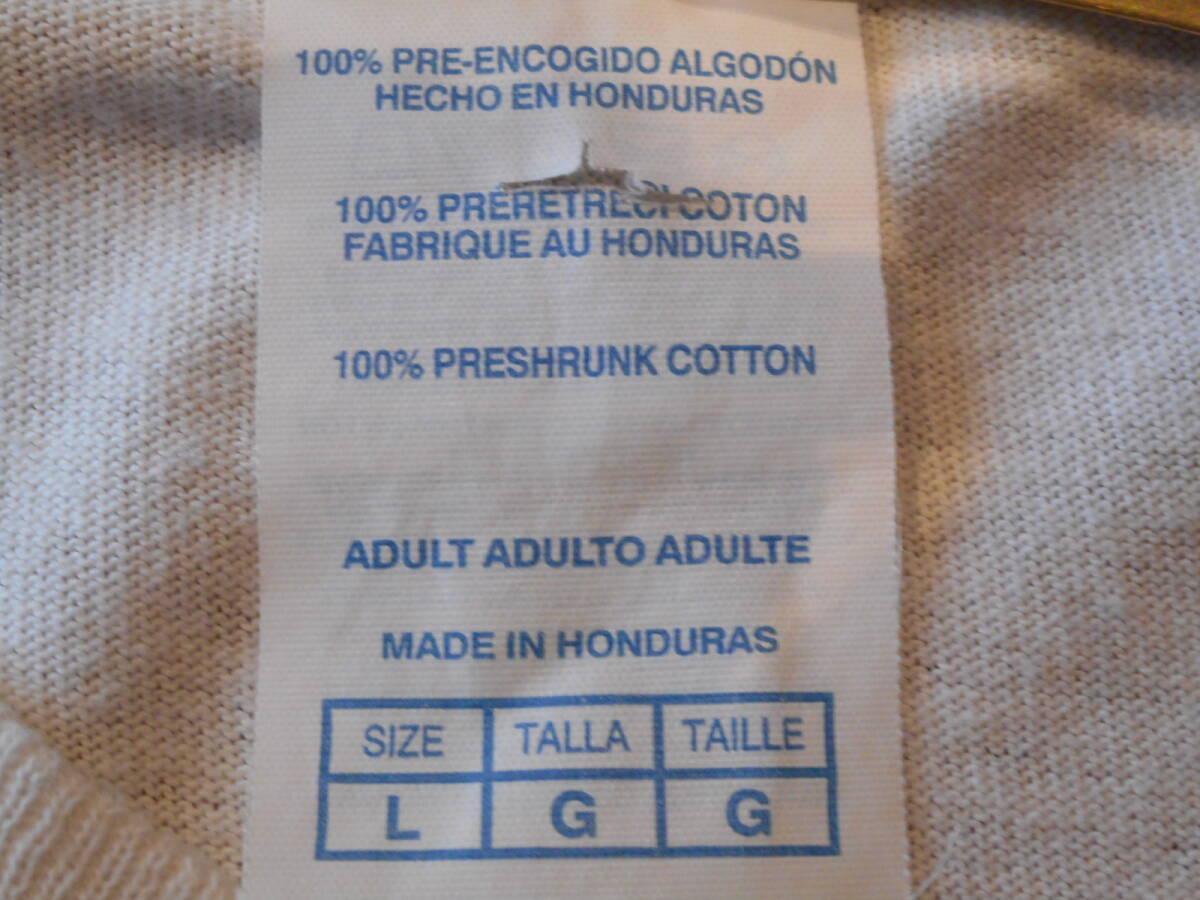 100% PRE-ENCOGIDO ALGODÓN
HECHO EN HONDURAS
100% PRÉRETRECI COTON
FABRIQUE AU HONDURAS
100% PRESHRUNK COTTON
ADULT ADULTO ADULTE
MADE IN HONDURAS
SIZE TALLA TAILLE
L G G